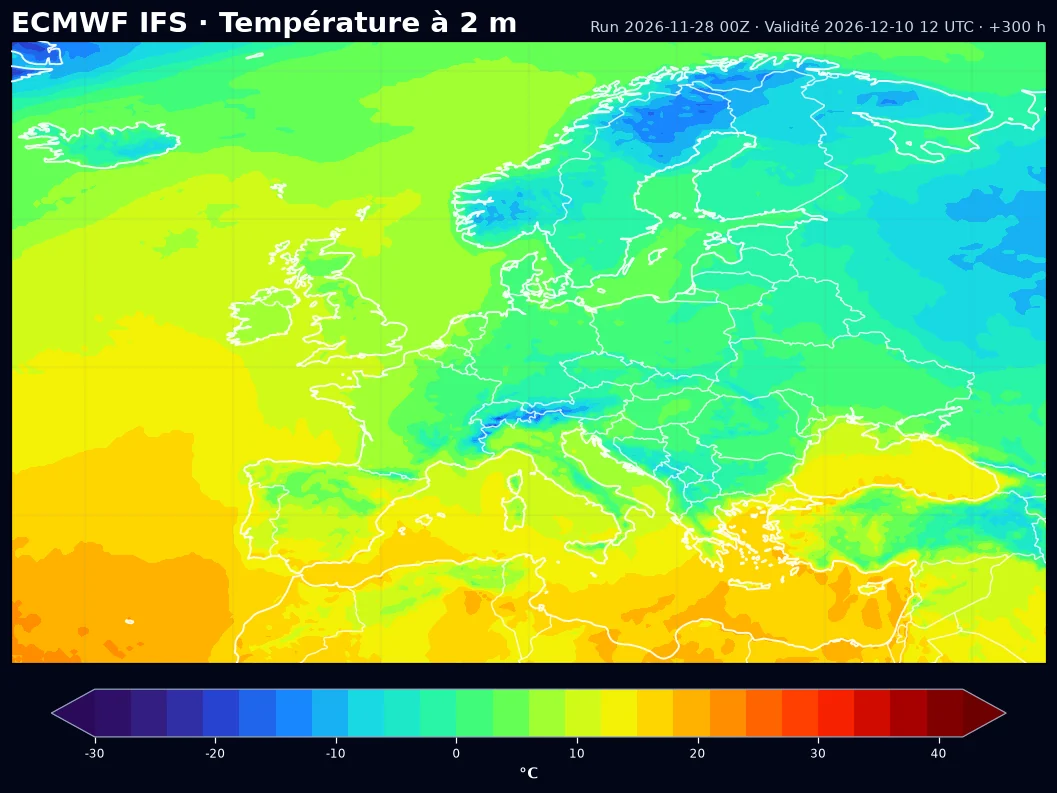 ECMWF IFS · Température à 2 m
Run 2026-11-28 00Z · Validité 2026-12-10 12 UTC · +300 h
-30 -20 -10 0 10 20 30 40
°C